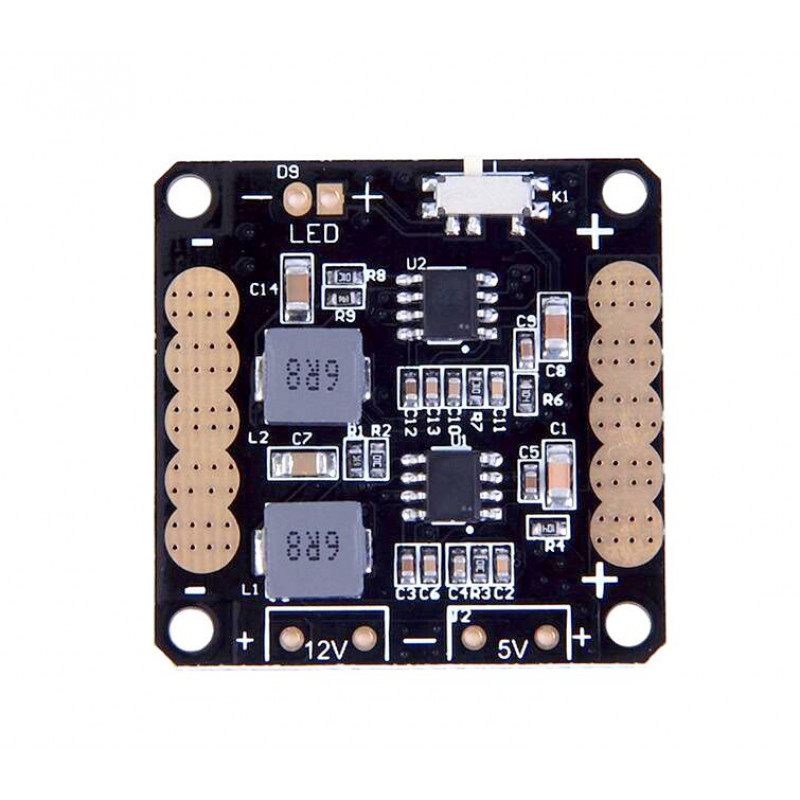 D9
- +
K1
LED
- +
U2
R8
C14
R9
C9
6R8
C8
R6
C12 C13 C10 R7 C11
L2 C7 R1 R2 U1 C1
C5
6R8
R4
C3 C6 C4 R3 C2
L1
- +
J2
+ 12V - 5V +